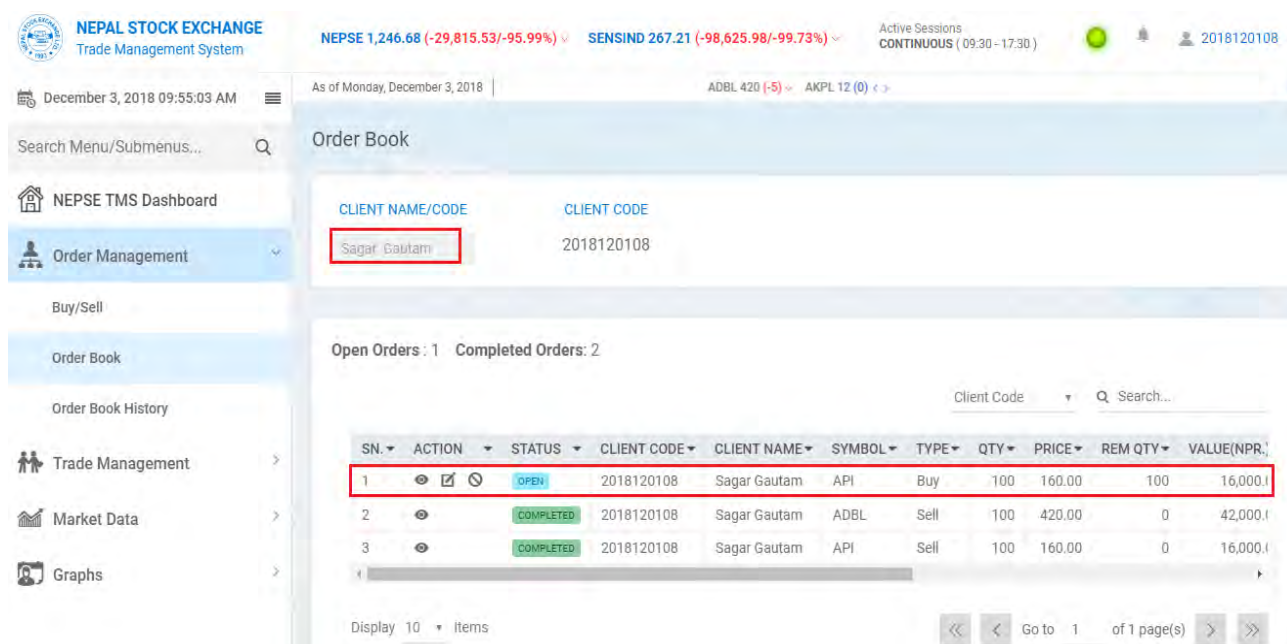 NEPAL STOCK EXCHANGE
Trade Management System
NEPSE 1,246.68 (-29,815.53/-95.99%) SENSIND 267.21 (-98,625.98/-99.73%)
Active Sessions
CONTINUOUS ( 09:30 - 17:30 )
2018120108
December 3, 2018 09:55:03 AM
As of Monday, December 3, 2018
ADBL 420 (-5) AKPL 12 (0)
Search Menu/Submenus...
NEPSE TMS Dashboard
Order Management
Buy/Sell
Order Book
Order Book History
Trade Management
Market Data
Graphs
Order Book
CLIENT NAME/CODE CLIENT CODE
Sagar Gautam 2018120108
Open Orders : 1 Completed Orders: 2
Client Code Search...
SN. ACTION STATUS CLIENT CODE CLIENT NAME SYMBOL TYPE QTY PRICE REM QTY VALUE(NPR.)
1 OPEN 2018120108 Sagar Gautam API Buy 100 160.00 100 16,000.
2 COMPLETED 2018120108 Sagar Gautam ADBL Sell 100 420.00 0 42,000.
3 COMPLETED 2018120108 Sagar Gautam API Sell 100 160.00 0 16,000.
Display 10 items
Go to 1 of 1 page(s)